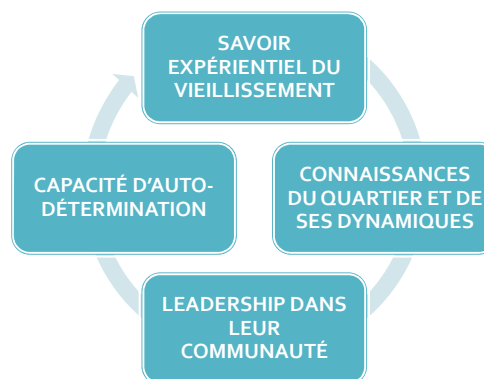 SAVOIR
EXPÉRIENTIEL DU
VIEILLISSEMENT
CONNAISSANCES
DU QUARTIER ET DE
SES DYNAMIQUES
LEADERSHIP DANS
LEUR
COMMUNAUTÉ
CAPACITÉ D'AUTO-
DÉTERMINATION